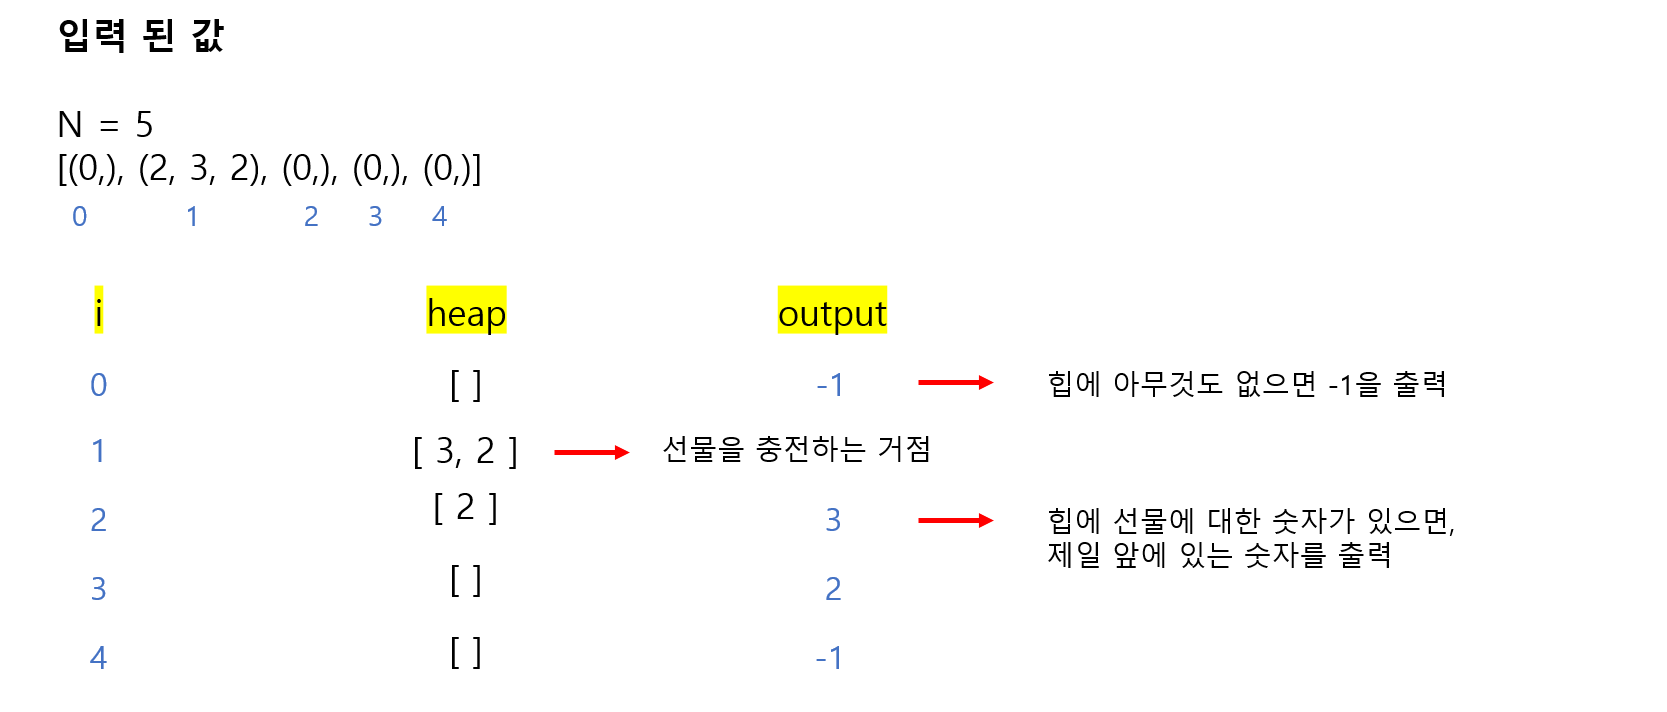 입력 된 값
N = 5
[(0,), (2, 3, 2), (0,), (0,), (0,)]
0 1 2 3 4
i heap output
0 [ ] -1 힙에 아무것도 없으면 -1을 출력
1 [ 3, 2 ] 선물을 충전하는 거점
2 [ 2 ] 3 힙에 선물에 대한 숫자가 있으면,
제일 앞에 있는 숫자를 출력
3 [ ] 2
4 [ ] -1